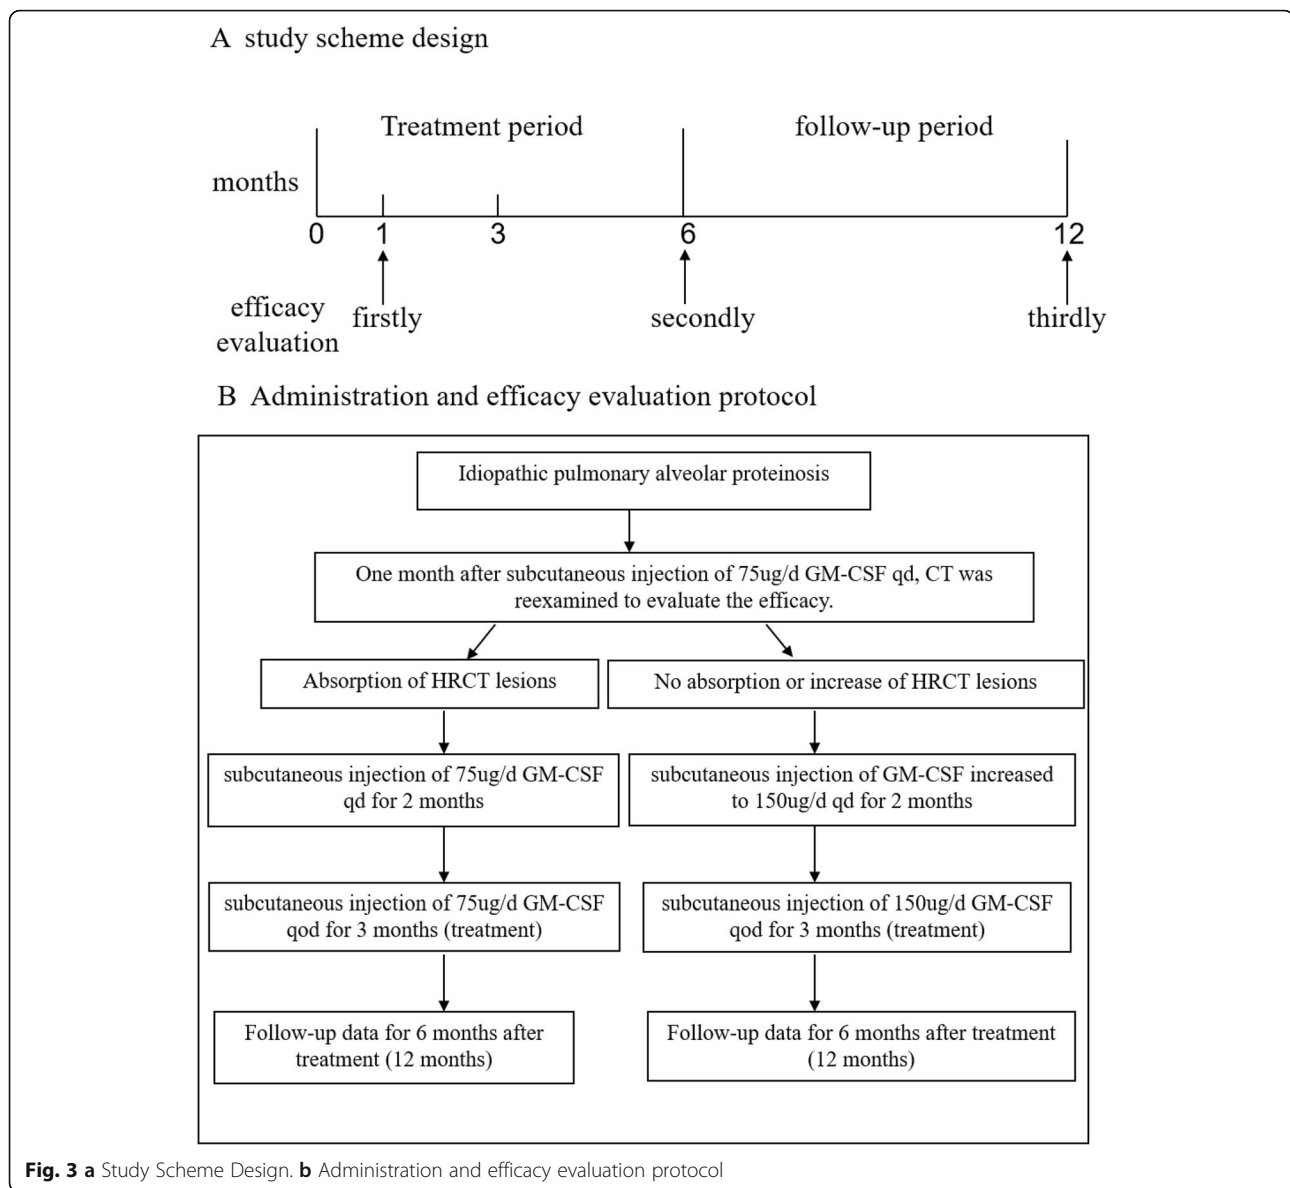 A study scheme design
Treatment period
follow-up period
months
0 1 3 6 12
efficacy
evaluation
firstly
secondly
thirdly
B Administration and efficacy evaluation protocol
Idiopathic pulmonary alveolar proteinosis
One month after subcutaneous injection of 75ug/d GM-CSF qd, CT was
reexamined to evaluate the efficacy.
Absorption of HRCT lesions
No absorption or increase of HRCT lesions
subcutaneous injection of 75ug/d GM-CSF
qd for 2 months
subcutaneous injection of GM-CSF increased
to 150ug/d qd for 2 months
subcutaneous injection of 75ug/d GM-CSF
qod for 3 months (treatment)
subcutaneous injection of 150ug/d GM-CSF
qod for 3 months (treatment)
Follow-up data for 6 months after
treatment (12 months)
Follow-up data for 6 months after treatment
(12 months)
Fig. 3 a Study Scheme Design. b Administration and efficacy evaluation protocol